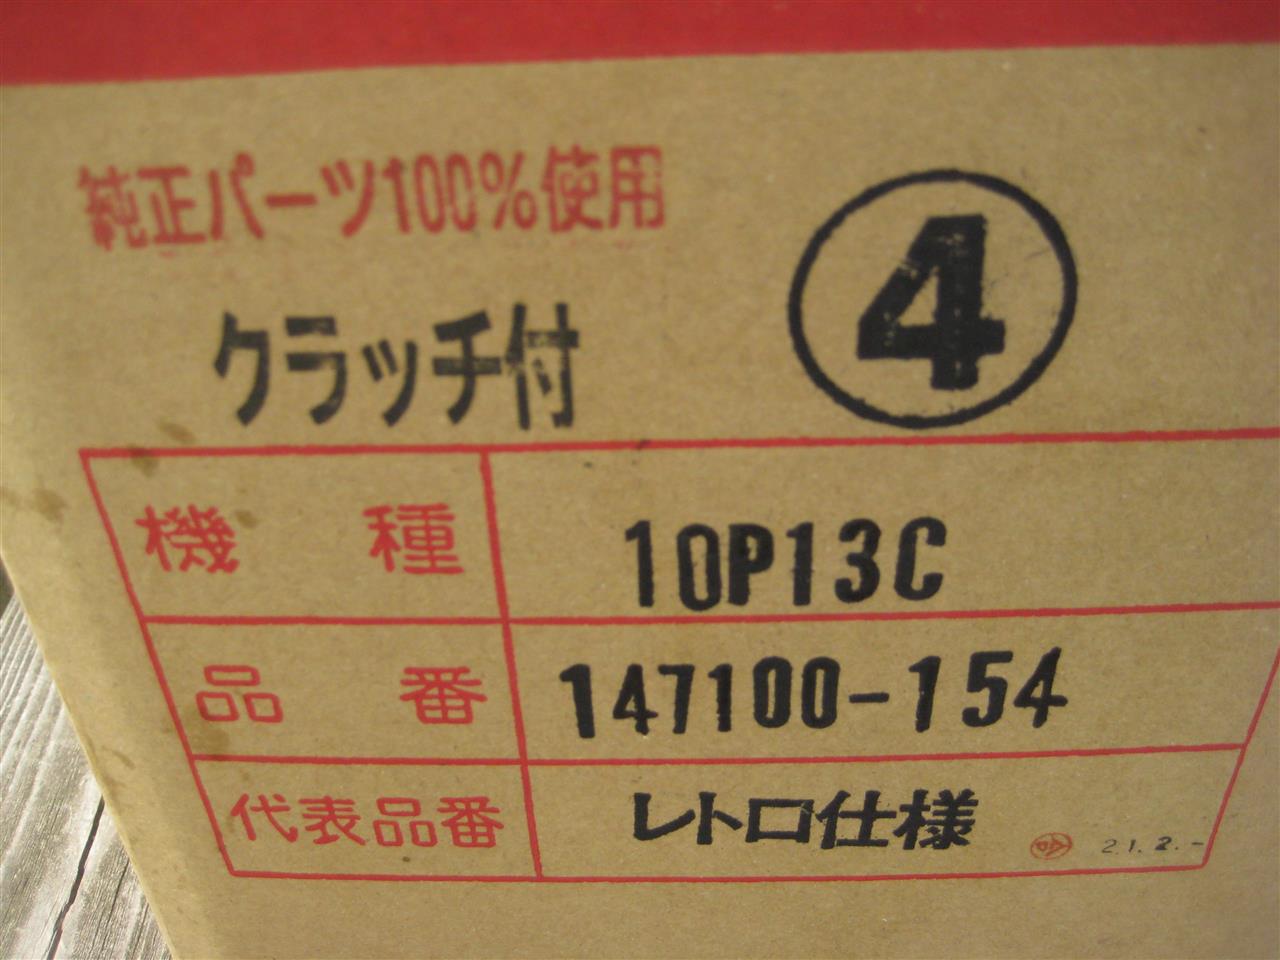 純正パーツ100%使用
④
クラッチ付
機種 10P13C
品番 147100-154
代表品番 レトロ仕様
21.2.-